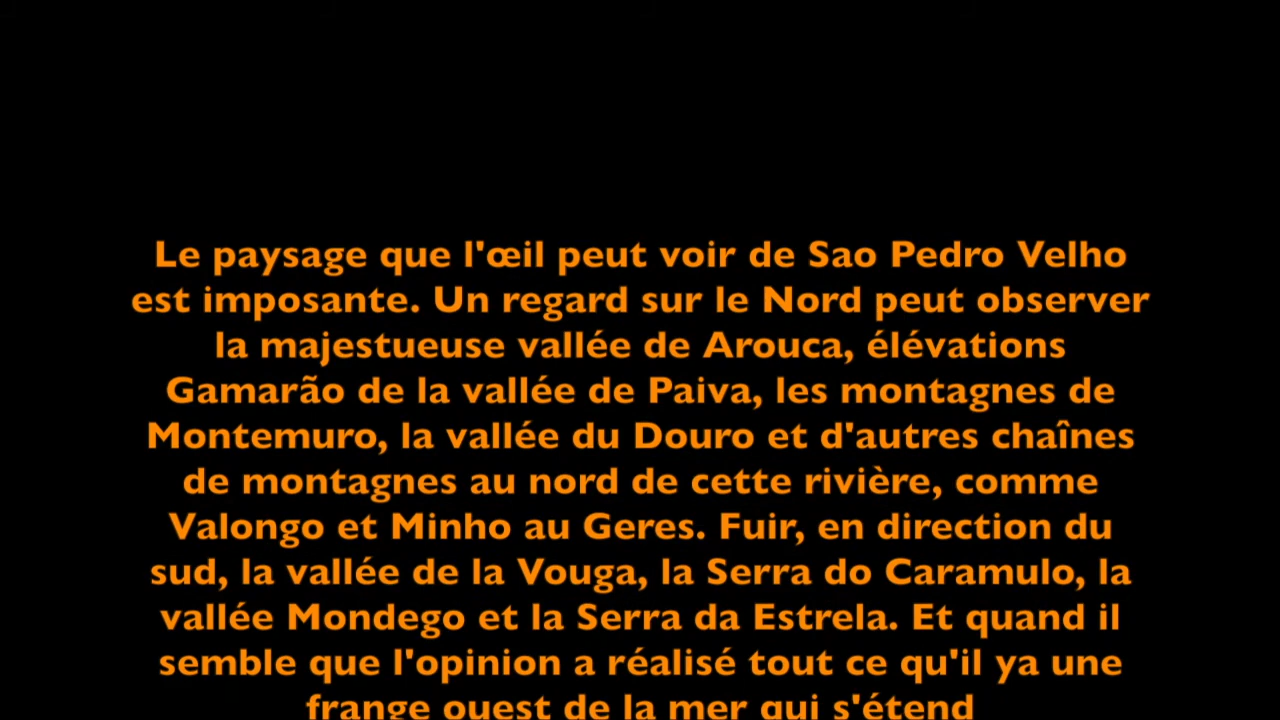 Le paysage que l'œil peut voir de Sao Pedro Velho
est imposante. Un regard sur le Nord peut observer
la majestueuse vallée de Arouca, élévations
Gamarão de la vallée de Paiva, les montagnes de
Montemuro, la vallée du Douro et d'autres chaînes
de montagnes au nord de cette rivière, comme
Valongo et Minho au Geres. Fuir, en direction du
sud, la vallée de la Vouga, la Serra do Caramulo, la
vallée Mondego et la Serra da Estrela. Et quand il
semble que l'opinion a réalisé tout ce qu'il ya une
frange ouest de la mer qui s'étend